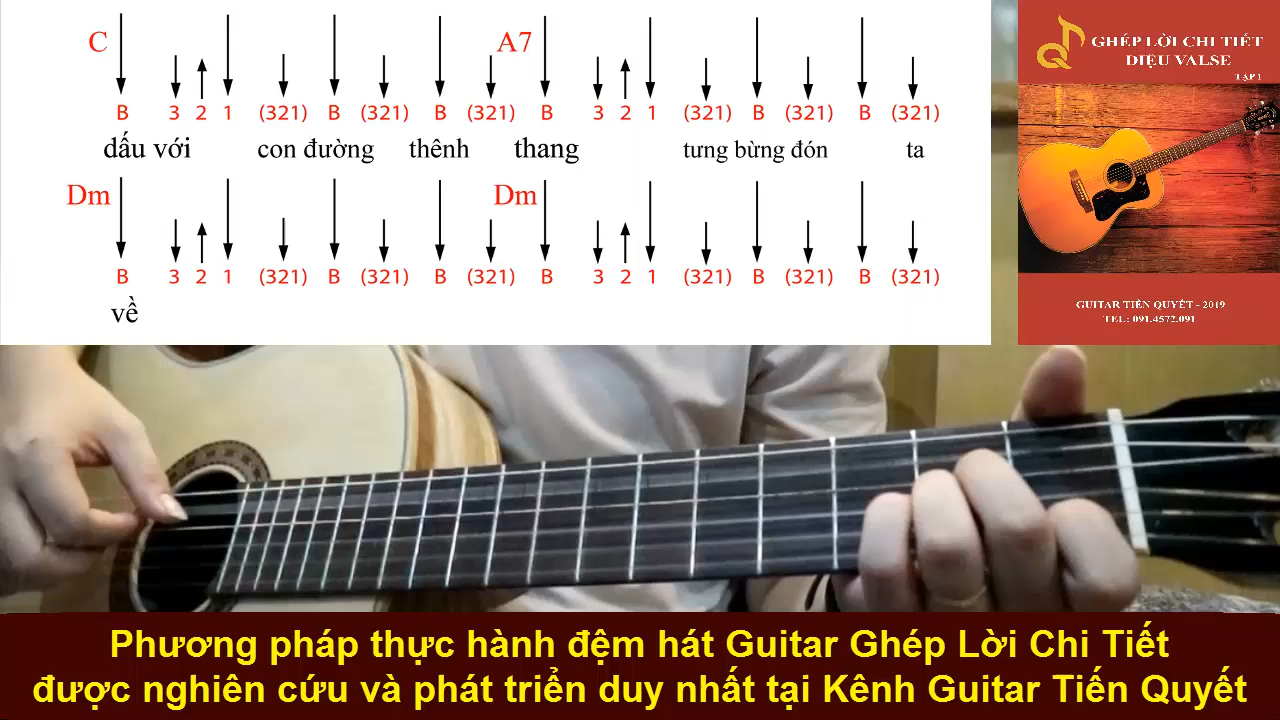 C A7
B 3 2 1 (321) B (321) B (321) B 3 2 1 (321) B (321) B (321)
dấu với con đường thênh thang tưng bừng đón ta
Dm Dm
B 3 2 1 (321) B (321) B (321) B 3 2 1 (321) B (321) B (321)
về
GHÉP LỜI CHI TIẾT
DIỆU VALSE
TẬP 1
GUITAR TIẾN QUYẾT - 2019
TEL: 091.4572.091
Phương pháp thực hành đệm hát Guitar Ghép Lời Chi Tiết
được nghiên cứu và phát triển duy nhất tại Kênh Guitar Tiến Quyết